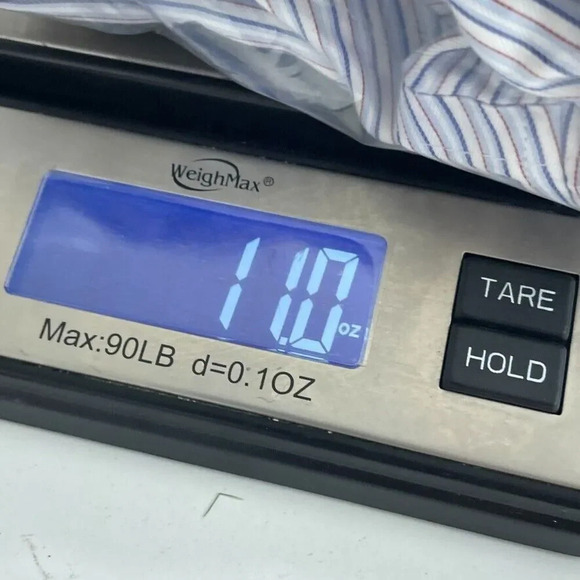 WeighMax®
11.0 oz
TARE
Max:90LB d=0.1OZ
HOLD